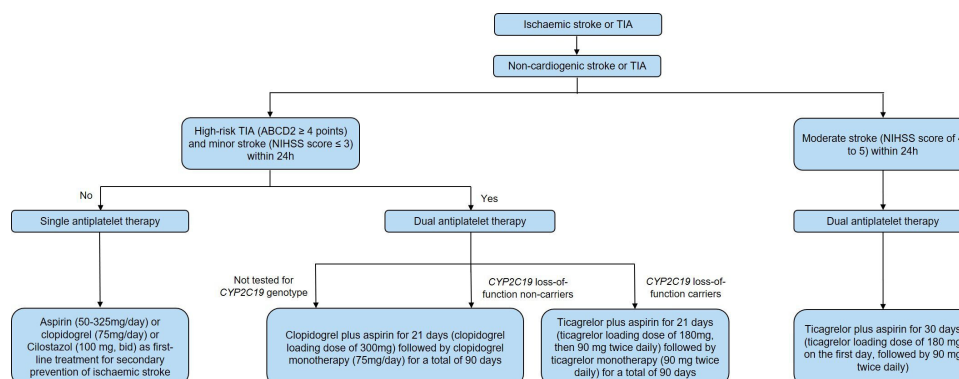 Ischaemic stroke or TIA
Non-cardiogenic stroke or TIA
High-risk TIA (ABCD2 ≥ 4 points)
and minor stroke (NIHSS score ≤ 3)
within 24h
Moderate stroke (NIHSS score of 4
to 5) within 24h
No
Yes
Single antiplatelet therapy
Dual antiplatelet therapy
Dual antiplatelet therapy
Not tested for
CYP2C19 genotype
CYP2C19 loss-of-
function non-carriers
CYP2C19 loss-of-
function carriers
Aspirin (50-325mg/day) or
clopidogrel (75mg/day) or
Cilostazol (100 mg, bid) as first-
line treatment for secondary
prevention of ischaemic stroke
Clopidogrel plus aspirin for 21 days (clopidogrel
loading dose of 300mg) followed by clopidogrel
monotherapy (75mg/day) for a total of 90 days
Ticagrelor plus aspirin for 21 days
(ticagrelor loading dose of 180mg,
then 90 mg twice daily) followed by
ticagrelor monotherapy (90 mg twice
daily) for a total of 90 days
Ticagrelor plus aspirin for 30 days
(ticagrelor loading dose of 180 mg
on the first day, followed by 90 mg
twice daily)